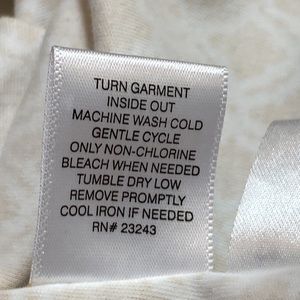 TURN GARMENT
INSIDE OUT
MACHINE WASH COLD
GENTLE CYCLE
ONLY NON-CHLORINE
BLEACH WHEN NEEDED
TUMBLE DRY LOW
REMOVE PROMPTLY
COOL IRON IF NEEDED
RN# 23243